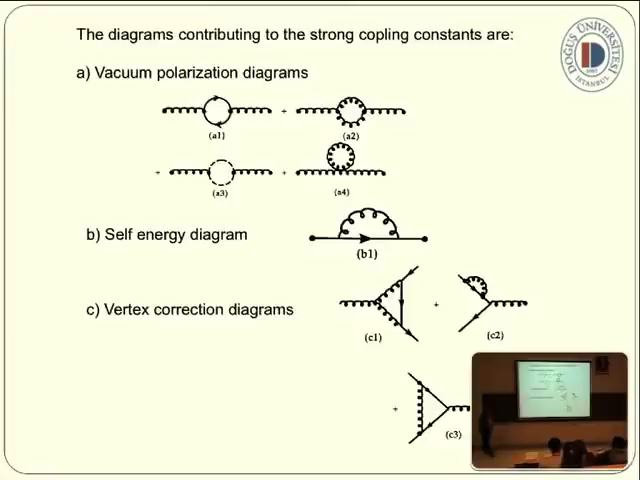 The diagrams contributing to the strong copling constants are:
DOĞUŞ ÜNİVERSİTESİ
1997
İSTANBUL
a) Vacuum polarization diagrams
+
(a1)
(a2)
+
+
(a3)
(a4)
b) Self energy diagram
(b1)
c) Vertex correction diagrams
+
(c1)
(c2)
+
(c3)